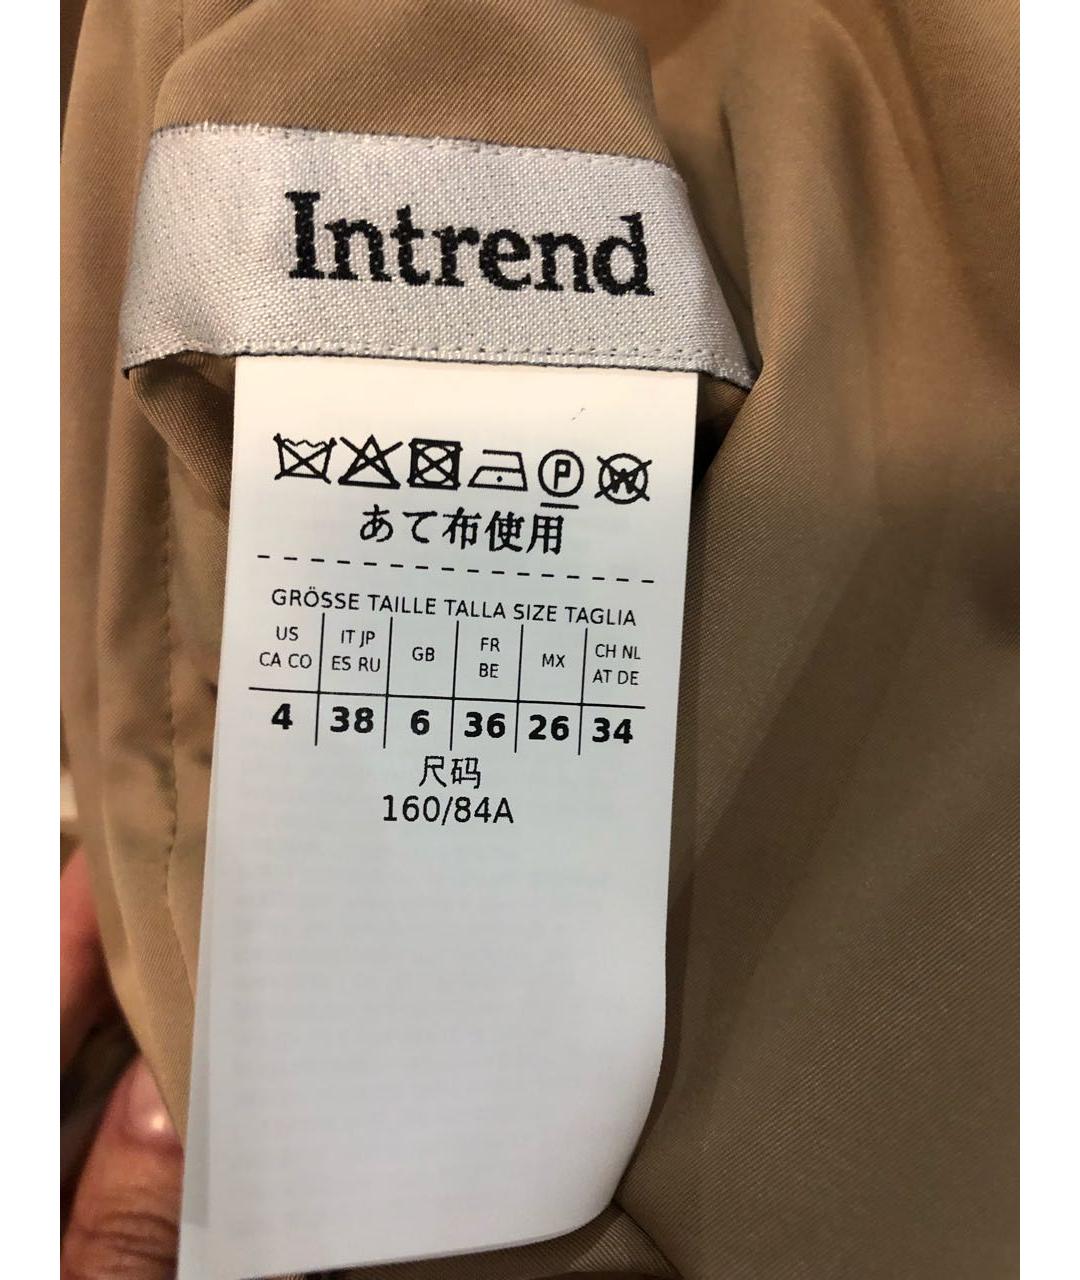 Intrend
P W
あて布使用
GRÖSSE TAILLE TALLA SIZE TAGLIA
US IT JP GB FR MX CH NL
CA CO ES RU BE AT DE
4 38 6 36 26 34
尺码
160/84A